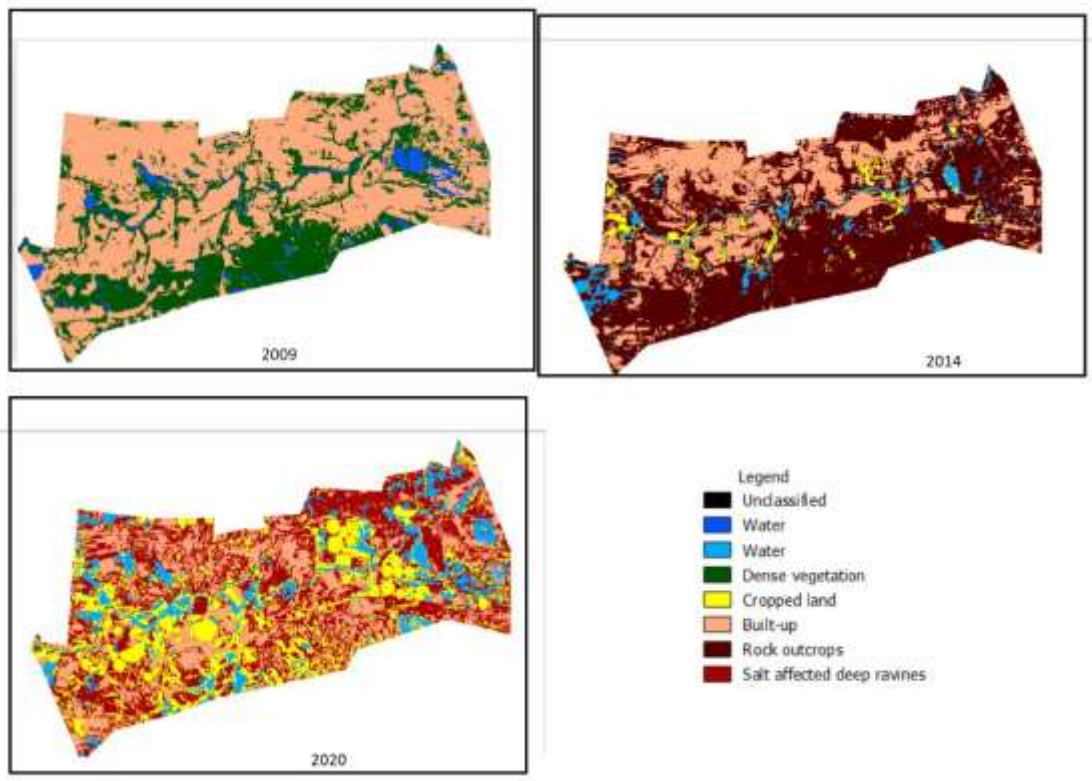 2009
2014
2020
Legend
Unclassified
Water
Water
Dense vegetation
Cropped land
Built-up
Rock outcrops
Salt affected deep ravines